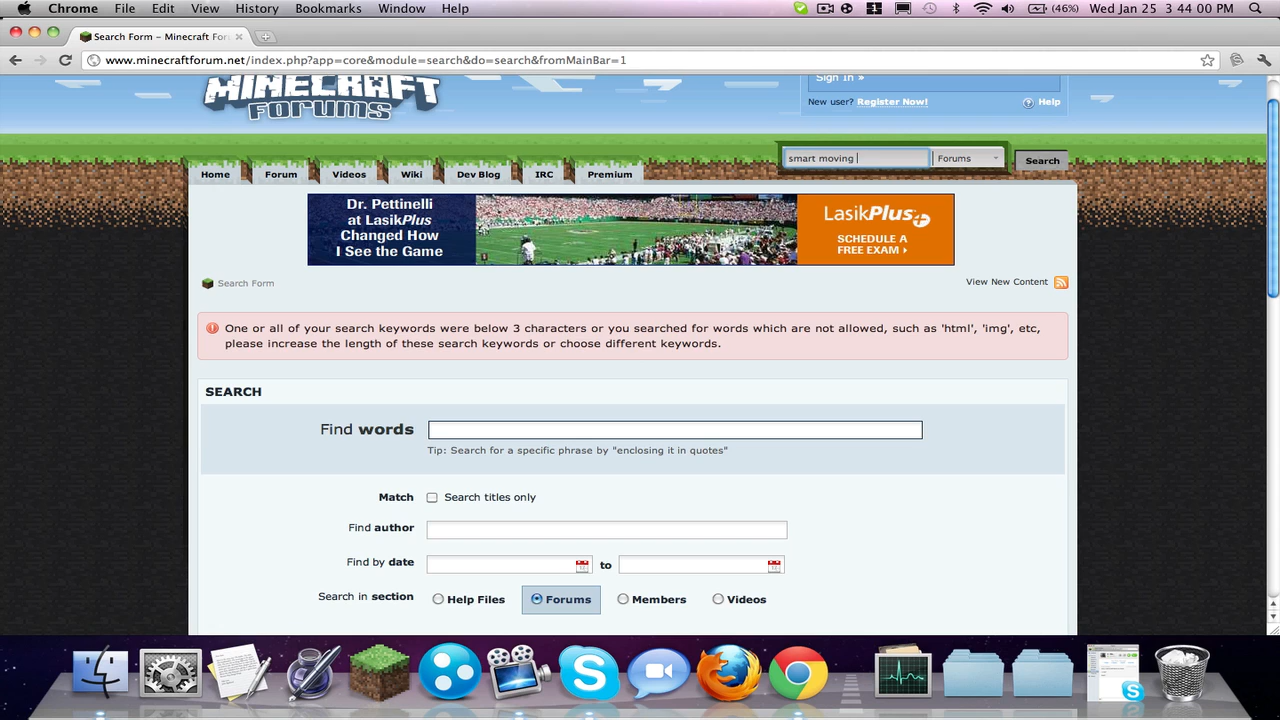 Chrome File Edit View History Bookmarks Window Help 1 (46%) Wed Jan 25 3:44:00 PM
Search Form – Minecraft For
www.minecraftforum.net/index.php?app=core&module=search&do=search&fromMainBar=1
MINECRAFT
FORUMS
Sign In »
New user? Register Now!
Help
smart moving
Forums
Search
Home Forum Videos Wiki Dev Blog IRC Premium
Dr. Pettinelli
at LasikPlus
Changed How
I See the Game
LasikPlus
SCHEDULE A
FREE EXAM
Search Form
View New Content
One or all of your search keywords were below 3 characters or you searched for words which are not allowed, such as 'html', 'img', etc,
please increase the length of these search keywords or choose different keywords.
SEARCH
Find words
Tip: Search for a specific phrase by "enclosing it in quotes"
Match Search titles only
Find author
Find by date to
Search in section Help Files Forums Members Videos